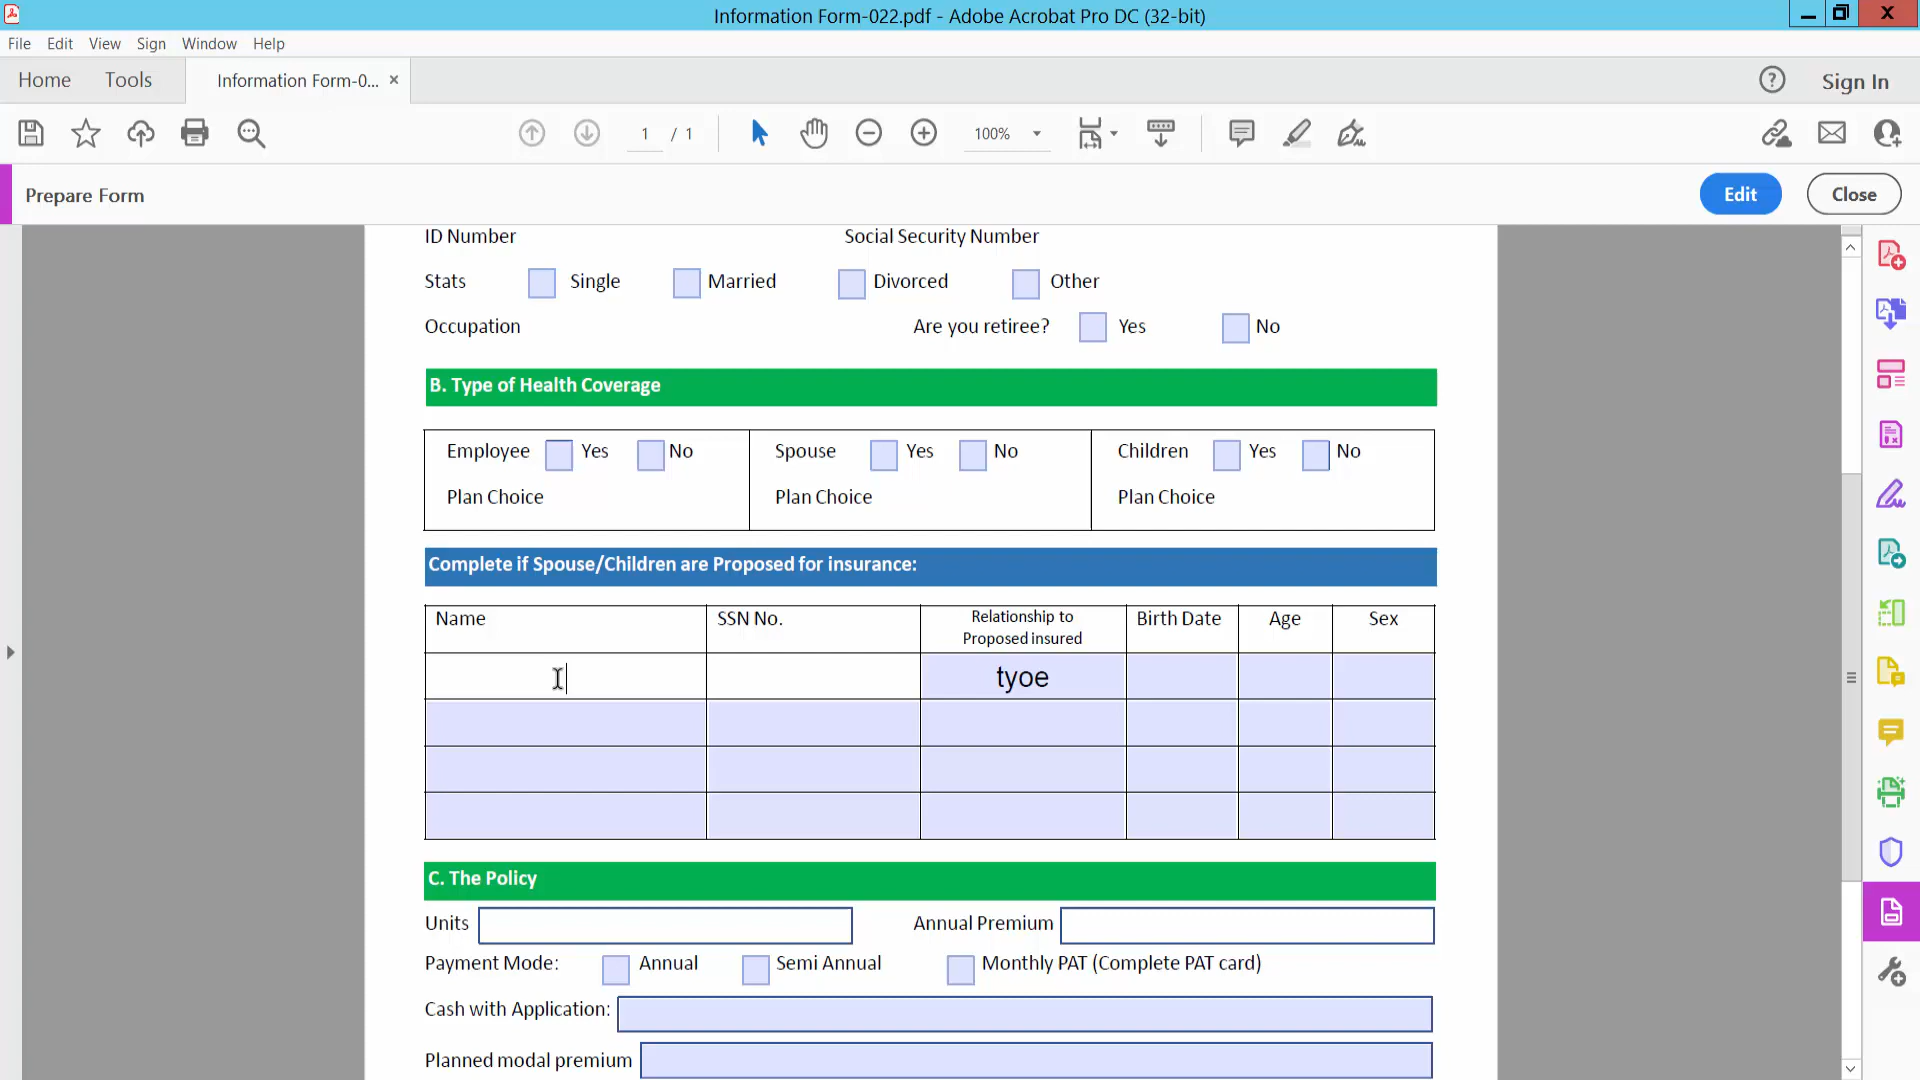 Information Form-022.pdf - Adobe Acrobat Pro DC (32-bit)
File Edit View Sign Window Help
Home Tools Information Form-0... ×
Sign In
1 / 1 100%
Prepare Form Edit Close
ID Number Social Security Number
Stats Single Married Divorced Other
Occupation Are you retiree? Yes No
B. Type of Health Coverage
Employee Yes No Spouse Yes No Children Yes No
Plan Choice Plan Choice Plan Choice
Complete if Spouse/Children are Proposed for insurance:
Name SSN No. Relationship to Proposed insured Birth Date Age Sex
tyoe
C. The Policy
Units Annual Premium
Payment Mode: Annual Semi Annual Monthly PAT (Complete PAT card)
Cash with Application:
Planned modal premium